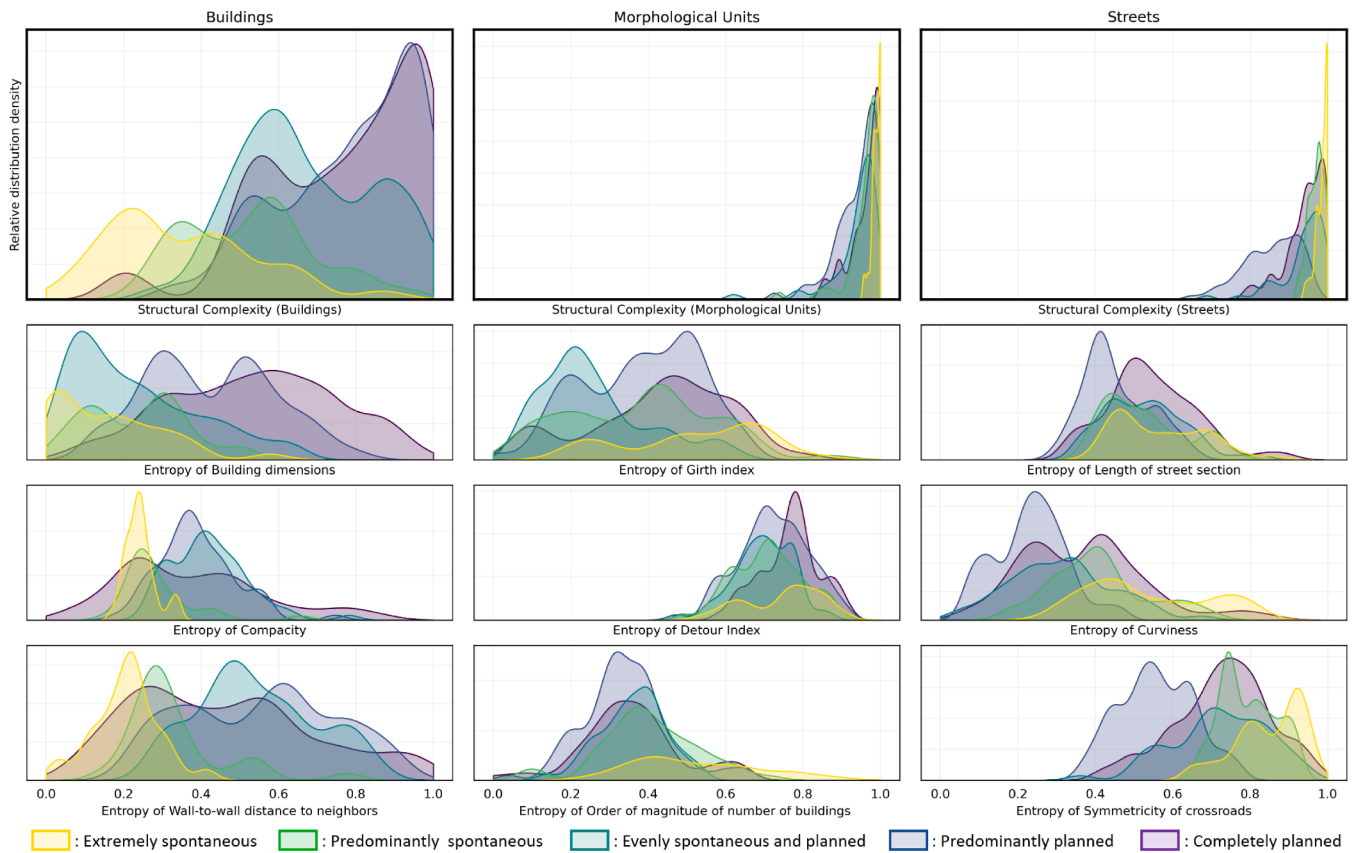 Buildings
Morphological Units
Streets
Relative distribution density
Structural Complexity (Buildings)
Structural Complexity (Morphological Units)
Structural Complexity (Streets)
Entropy of Building dimensions
Entropy of Girth index
Entropy of Length of street section
Entropy of Compacity
Entropy of Detour Index
Entropy of Curviness
0.0 0.2 0.4 0.6 0.8 1.0
0.0 0.2 0.4 0.6 0.8 1.0
0.0 0.2 0.4 0.6 0.8 1.0
Entropy of Wall-to-wall distance to neighbors
Entropy of Order of magnitude of number of buildings
Entropy of Symmetricity of crossroads
: Extremely spontaneous
: Predominantly spontaneous
: Evenly spontaneous and planned
: Predominantly planned
: Completely planned